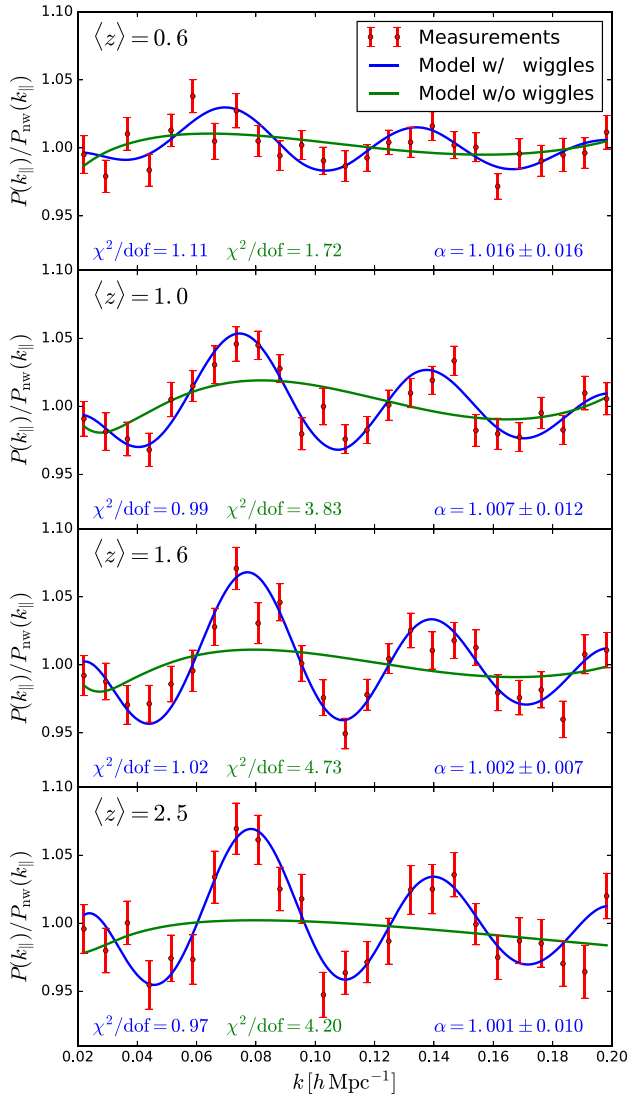 1.10
⟨z⟩ = 0.6
Measurements
Model w/ wiggles
Model w/o wiggles
1.05
1.00
0.95
P(k∥)/Pnw(k∥)
χ²/dof = 1.11 χ²/dof = 1.72 α = 1.016 ± 0.016
1.10
⟨z⟩ = 1.0
1.05
1.00
0.95
P(k∥)/Pnw(k∥)
χ²/dof = 0.99 χ²/dof = 3.83 α = 1.007 ± 0.012
1.10
⟨z⟩ = 1.6
1.05
1.00
0.95
P(k∥)/Pnw(k∥)
χ²/dof = 1.02 χ²/dof = 4.73 α = 1.002 ± 0.007
1.10
⟨z⟩ = 2.5
1.05
1.00
0.95
P(k∥)/Pnw(k∥)
χ²/dof = 0.97 χ²/dof = 4.20 α = 1.001 ± 0.010
0.02 0.04 0.06 0.08 0.10 0.12 0.14 0.16 0.18 0.20
k [h Mpc⁻¹]